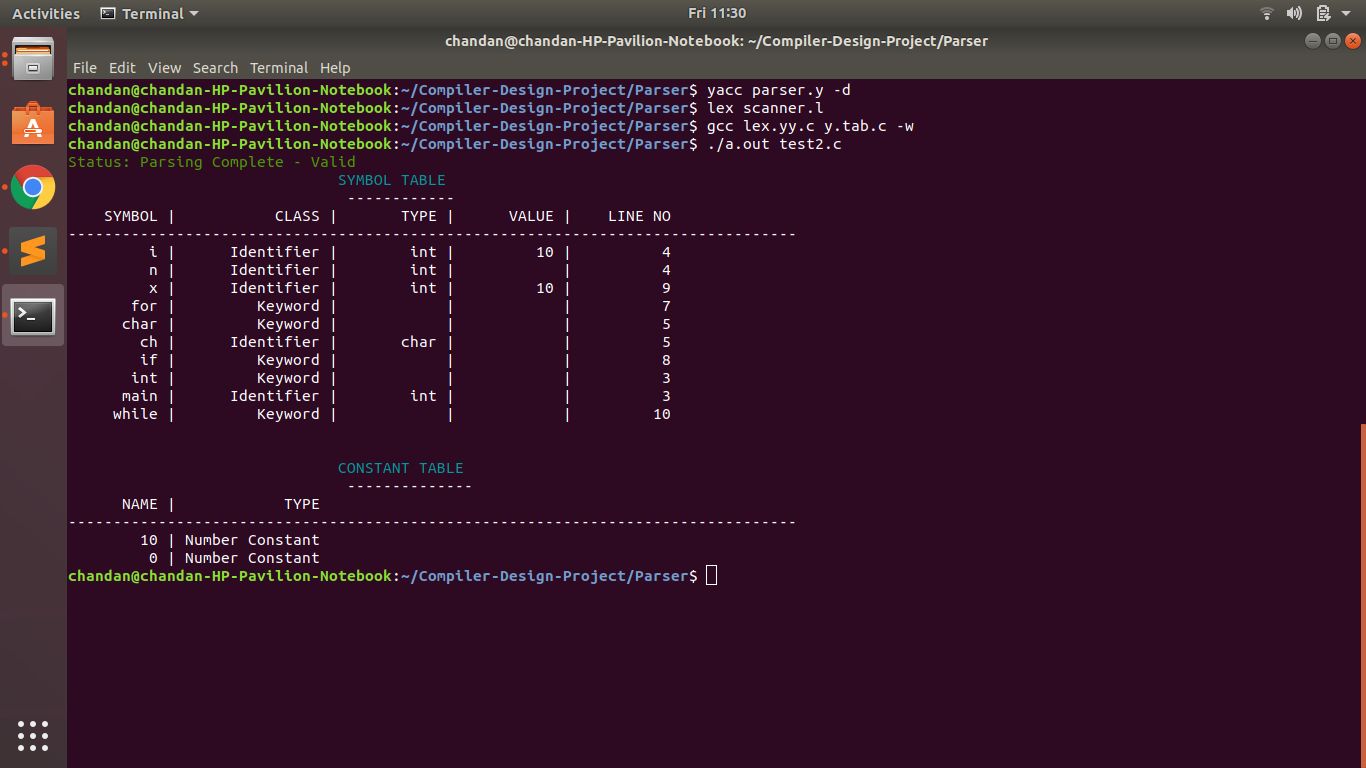 Activities Terminal Fri 11:30
chandan@chandan-HP-Pavilion-Notebook: ~/Compiler-Design-Project/Parser
File Edit View Search Terminal Help
chandan@chandan-HP-Pavilion-Notebook:~/Compiler-Design-Project/Parser$ yacc parser.y -d
chandan@chandan-HP-Pavilion-Notebook:~/Compiler-Design-Project/Parser$ lex scanner.l
chandan@chandan-HP-Pavilion-Notebook:~/Compiler-Design-Project/Parser$ gcc lex.yy.c y.tab.c -w
chandan@chandan-HP-Pavilion-Notebook:~/Compiler-Design-Project/Parser$ ./a.out test2.c
Status: Parsing Complete - Valid
SYMBOL TABLE
------------
SYMBOL | CLASS | TYPE | VALUE | LINE NO
---------------------------------------------------------------------------------
i | Identifier | int | 10 | 4
n | Identifier | int | | 4
x | Identifier | int | 10 | 9
for | Keyword | | | 7
char | Keyword | | | 5
ch | Identifier | char | | 5
if | Keyword | | | 8
int | Keyword | | | 3
main | Identifier | int | | 3
while | Keyword | | | 10
CONSTANT TABLE
--------------
NAME | TYPE
---------------------------------------------------------------------------------
10 | Number Constant
0 | Number Constant
chandan@chandan-HP-Pavilion-Notebook:~/Compiler-Design-Project/Parser$